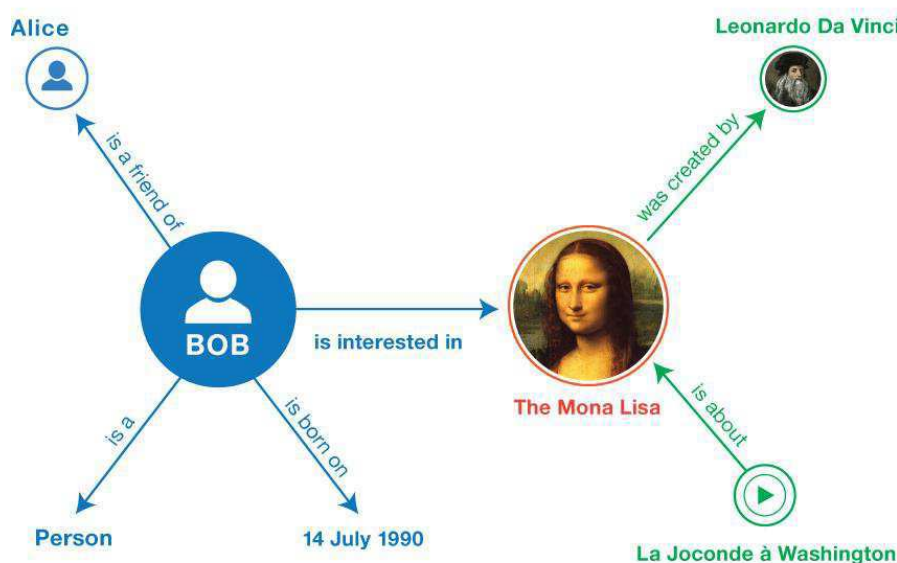 Alice
Leonardo Da Vinci
is a friend of
was created by
BOB
is interested in
The Mona Lisa
is a
is born on
is about
Person
14 July 1990
La Joconde à Washington